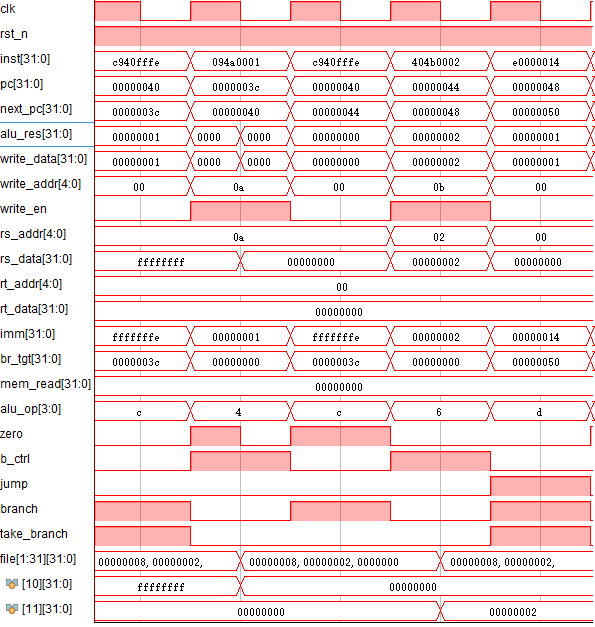 clk
rst_n
inst[31:0] c940fffe 094a0001 c940fffe 404b0002 e0000014
pc[31:0] 00000040 0000003c 00000040 00000044 00000048
next_pc[31:0] 0000003c 00000040 00000044 00000048 00000050
alu_res[31:0] 00000001 0000 0000 00000000 00000002 00000001
write_data[31:0] 00000001 0000 0000 00000000 00000002 00000001
write_addr[4:0] 00 0a 00 0b 00
write_en
rs_addr[4:0] 0a 02 00
rs_data[31:0] ffffffff 00000000 00000002 00000000
rt_addr[4:0] 00
rt_data[31:0] 00000000
imm[31:0] fffffffe 00000001 fffffffe 00000002 00000014
br_tgt[31:0] 0000003c 00000000 0000003c 00000000 00000050
mem_read[31:0] 00000000
alu_op[3:0] c 4 c 6 d
zero
b_ctrl
jump
branch
take_branch
file[1:31][31:0] 00000008, 00000002, 00000008, 00000002, 0000000 00000008, 00000002,
[10][31:0] ffffffff 00000000
[11][31:0] 00000000 00000002